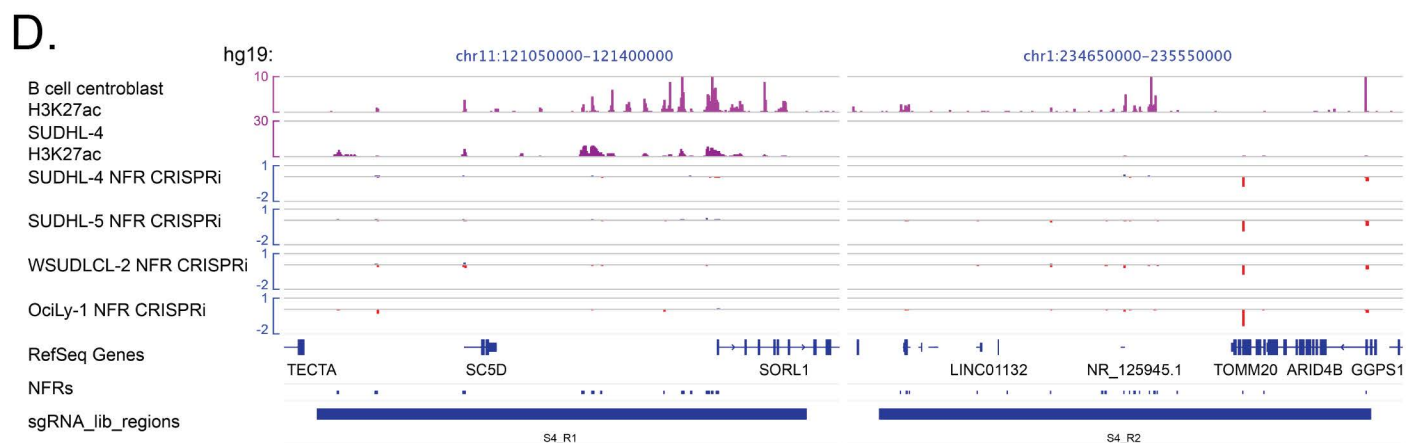 D.
hg19: chr11:121050000-121400000 chr1:234650000-235550000
B cell centroblast
H3K27ac
10
SUDHL-4
H3K27ac
30
SUDHL-4 NFR CRISPRi
1
-2
SUDHL-5 NFR CRISPRi
1
-2
WSUDLCL-2 NFR CRISPRi
1
-2
OciLy-1 NFR CRISPRi
1
-2
RefSeq Genes
TECTA SC5D SORL1 LINC01132 NR_125945.1 TOMM20 ARID4B GGPS1
NFRs
sgRNA_lib_regions
S4_R1 S4_R2